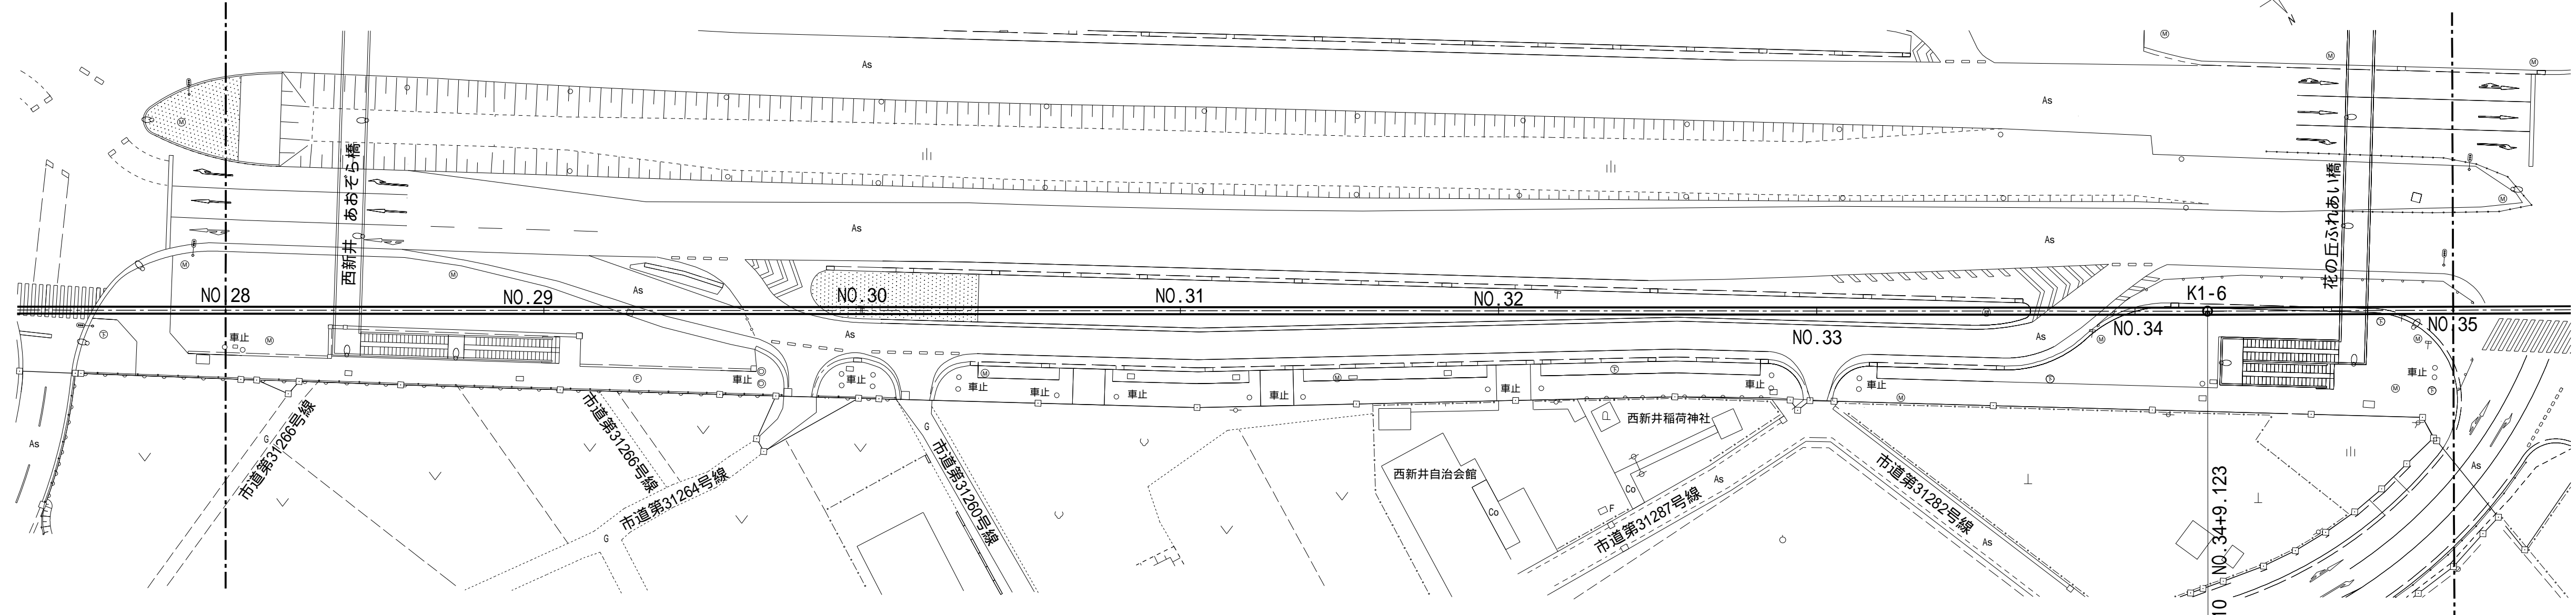 N
As
As
西新井 あおぞら橋
花の丘ふれあい橋
As
As
As
NO.28
NO.29
NO.30
NO.31
NO.32
NO.33
NO.34
K1-6
NO.35
As
As
車止
車止
車止
車止
車止
車止
車止
車止
車止
車止
車止
As
G
市道第31266号線
市道第31266号線
市道第31264号線
G
G
市道第31260号線
西新井稲荷神社
西新井自治会館
Co
Co
F
As
市道第31287号線
市道第31282号線
As
As
NO.34+9.123
10